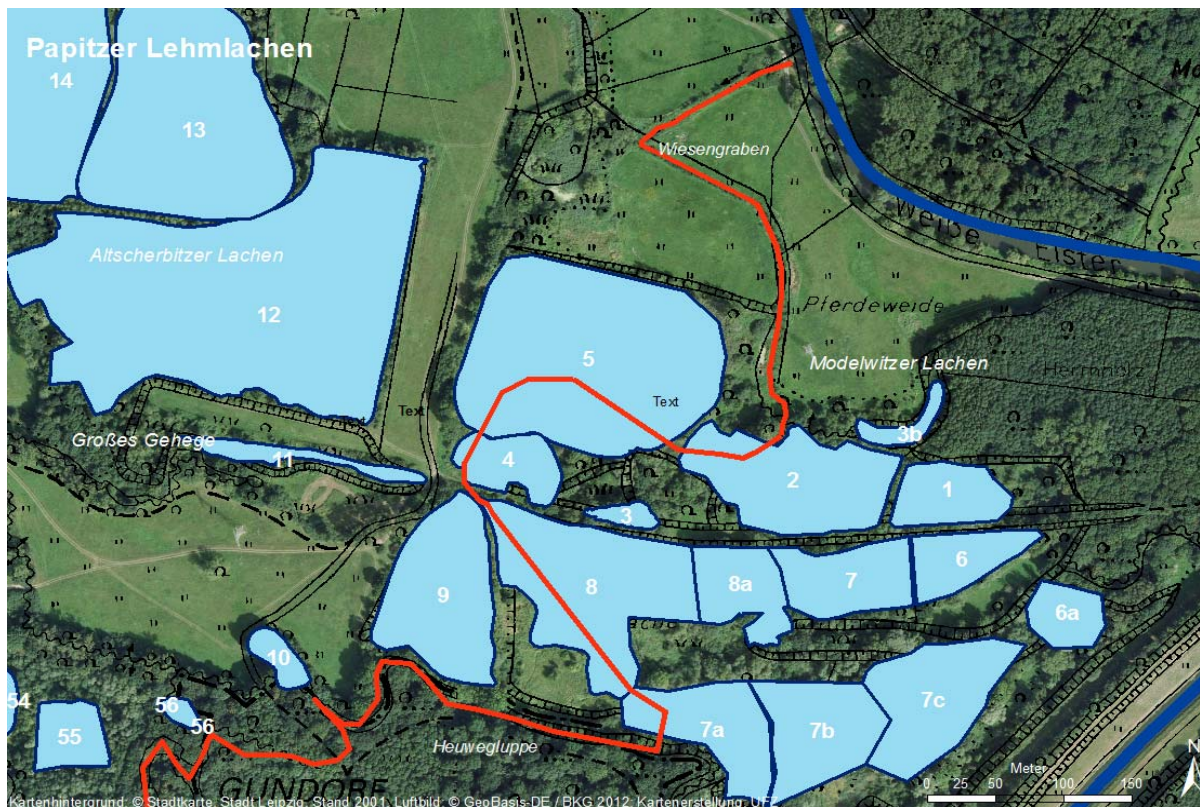 Papitzer Lehmlachen
14
13
Wiesengraben
Weiße Elster
Altscherbitzer Lachen
12
Pferdeweide
5
Modelwitzer Lachen
Text
Text
3b
Großes Gehege
11
4
2
1
3
9
8
8a
7
6
6a
10
54
55
56
56
7a
7b
7c
Heuwegluppe
GUNDORF
Meter
0 25 50 100 150
N
Kartenhintergrund: © Stadtkarte, Stadt Leipzig, Stand 2001, Luftbild: © GeoBasis-DE / BKG 2012, Kartenerstellung: UFZ